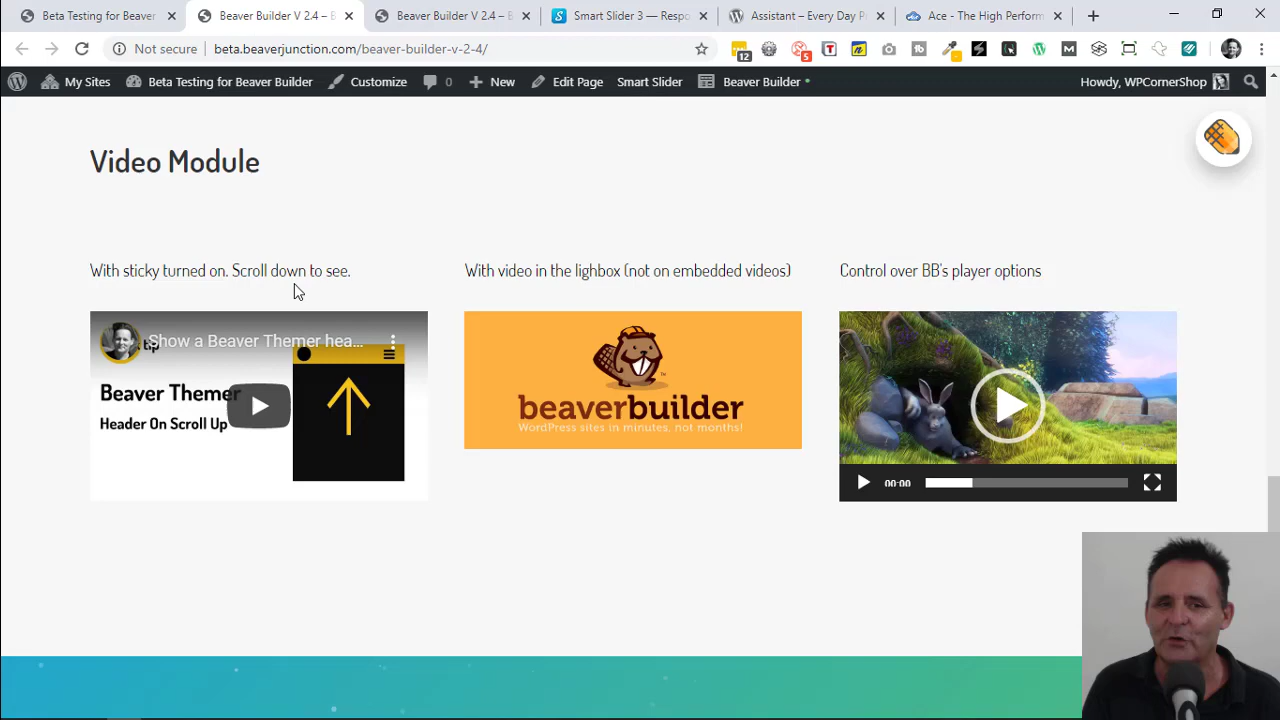 Beta Testing for Beaver
Beaver Builder V 2.4 – B
Beaver Builder V 2.4 – B
Smart Slider 3 — Respo
Assistant – Every Day P
Ace - The High Perform
Not secure
beta.beaverjunction.com/beaver-builder-v-2-4/
12
5
My Sites
Beta Testing for Beaver Builder
Customize
0
New
Edit Page
Smart Slider
Beaver Builder
Howdy, WPCornerShop
Video Module
With sticky turned on. Scroll down to see.
With video in the lighbox (not on embedded videos)
Control over BB's player options
Show a Beaver Themer hea...
Beaver Themer
Header On Scroll Up
beaverbuilder
WordPress sites in minutes, not months!
00:00